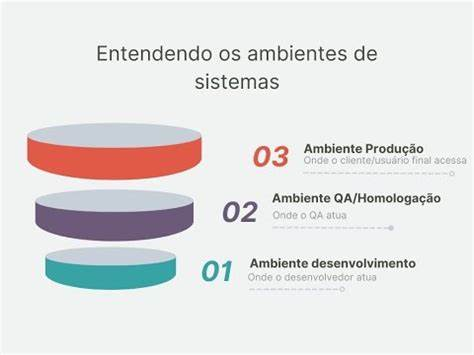 Entendendo os ambientes de
sistemas
03
Ambiente Produção
Onde o cliente/usuário final acessa
02
Ambiente QA/Homologação
Onde o QA atua
01
Ambiente desenvolvimento
Onde o desenvolvedor atua